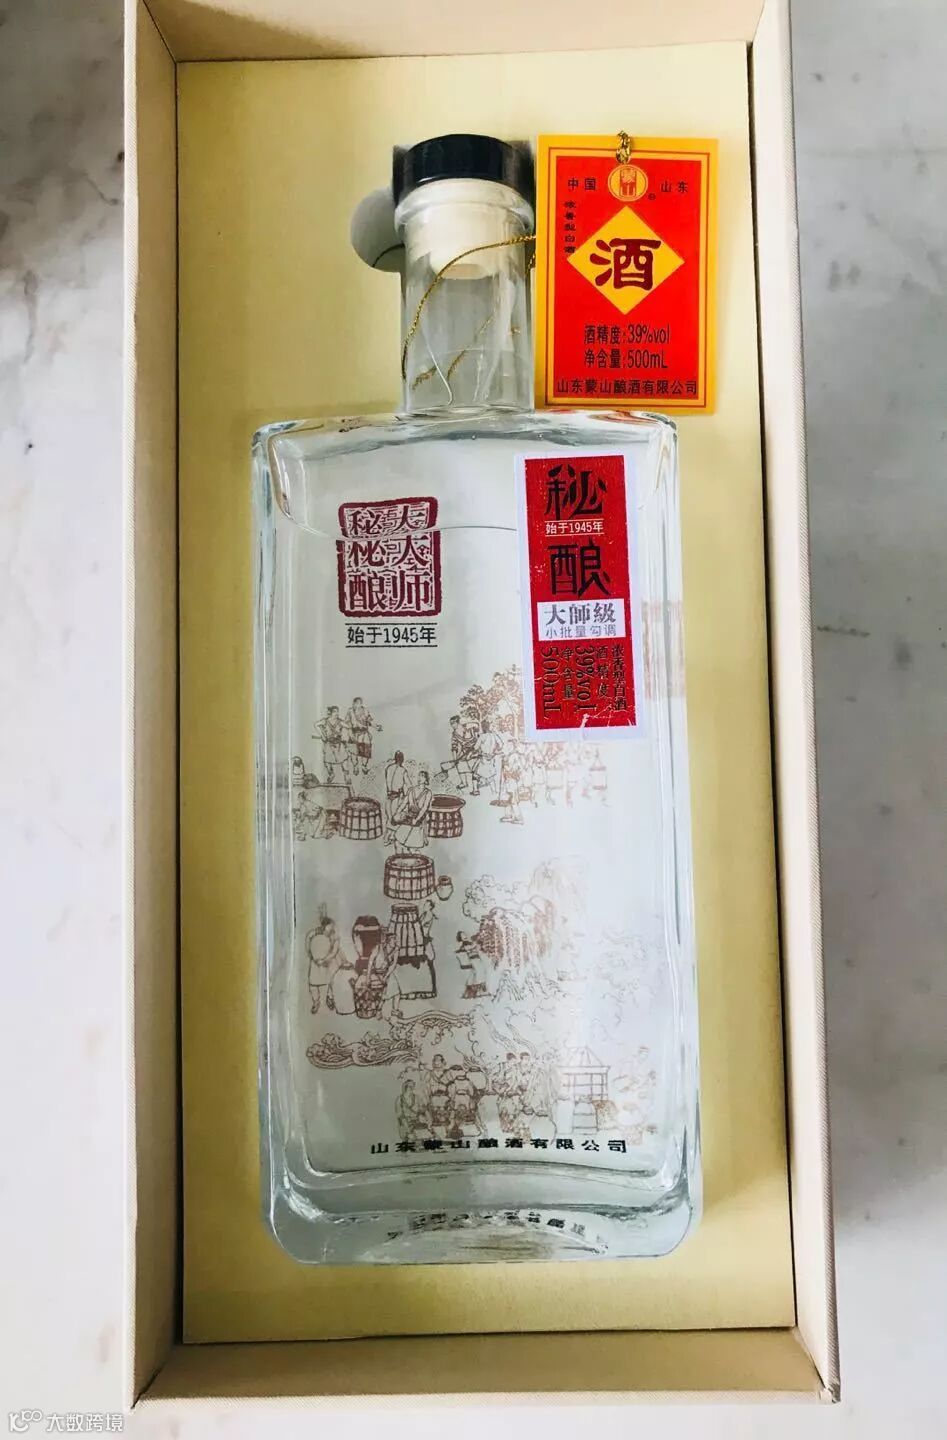 中国 蒙山 ® 山东
浓香型白酒
酒
酒精度:39%vol
净含量:500mL
山东蒙山酿酒有限公司
秘
始于1945年
酿
大師級
小批量勾调
浓香型白酒
酒精度:
39%vol
净含量
500mL
大师
秘酿
始于1945年
山东蒙山酿酒有限公司
大数跨境